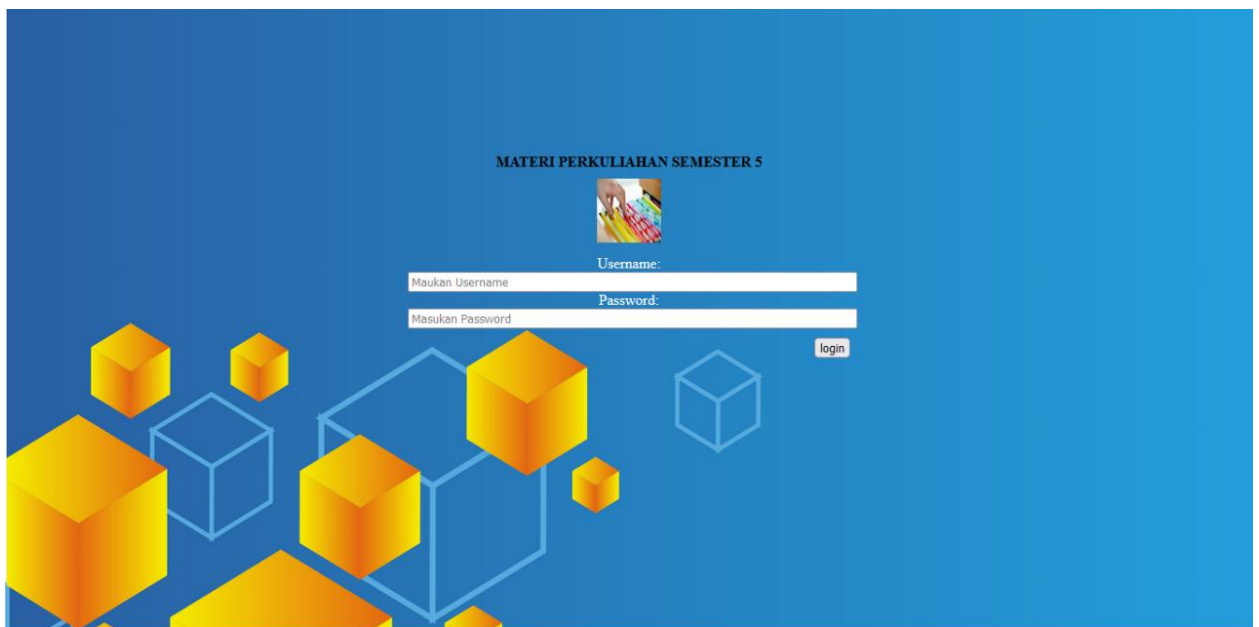 MATERI PERKULIAHAN SEMESTER 5
Username:
Maukan Username
Password:
Masukan Password
login